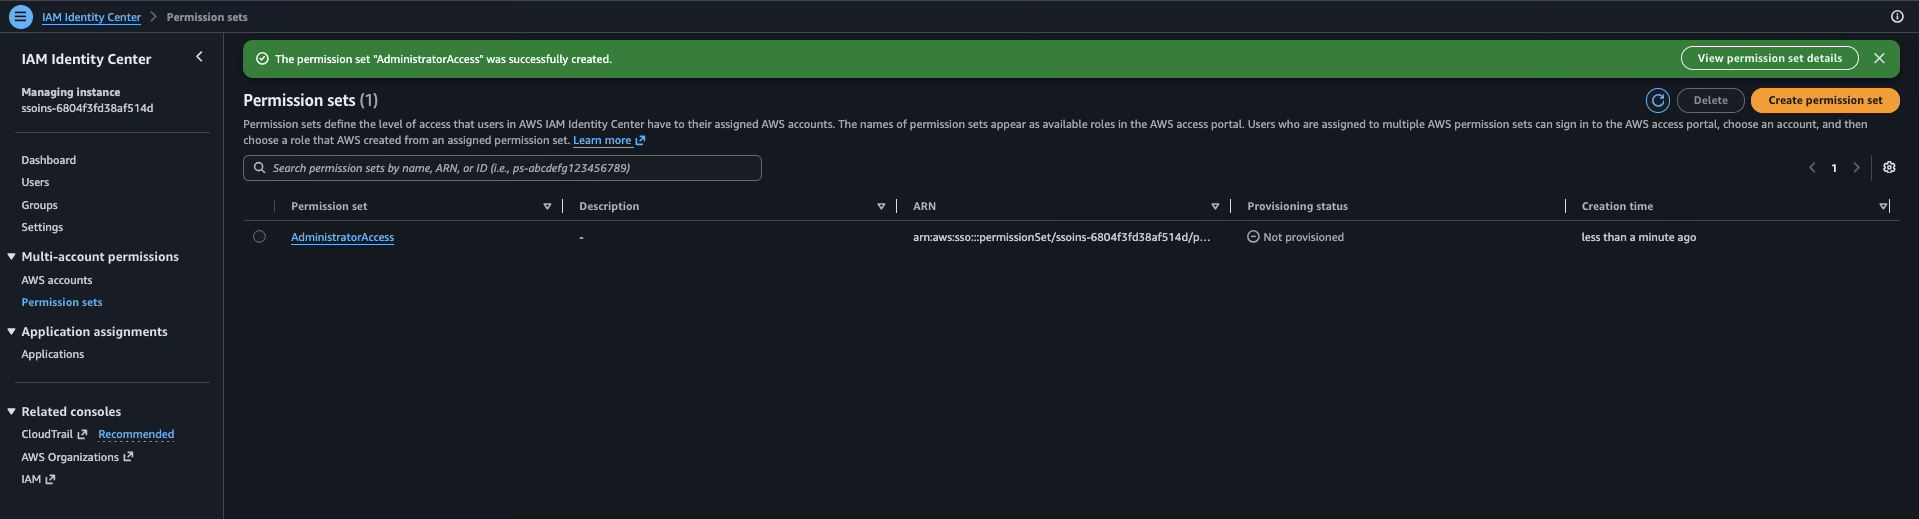 IAM Identity Center > Permission sets
IAM Identity Center
Managing instance
ssoins-6804f3fd38af514d
Dashboard
Users
Groups
Settings
Multi-account permissions
AWS accounts
Permission sets
Application assignments
Applications
Related consoles
CloudTrail Recommended
AWS Organizations
IAM
The permission set "AdministratorAccess" was successfully created.
View permission set details
Permission sets (1)
Delete
Create permission set
Permission sets define the level of access that users in AWS IAM Identity Center have to their assigned AWS accounts. The names of permission sets appear as available roles in the AWS access portal. Users who are assigned to multiple AWS permission sets can sign in to the AWS access portal, choose an account, and then
choose a role that AWS created from an assigned permission set. Learn more
Search permission sets by name, ARN, or ID (i.e., ps-abcdefg123456789)
1
Permission set Description ARN Provisioning status Creation time
AdministratorAccess - arn:aws:sso:::permissionSet/ssoins-6804f3fd38af514d/p... Not provisioned less than a minute ago